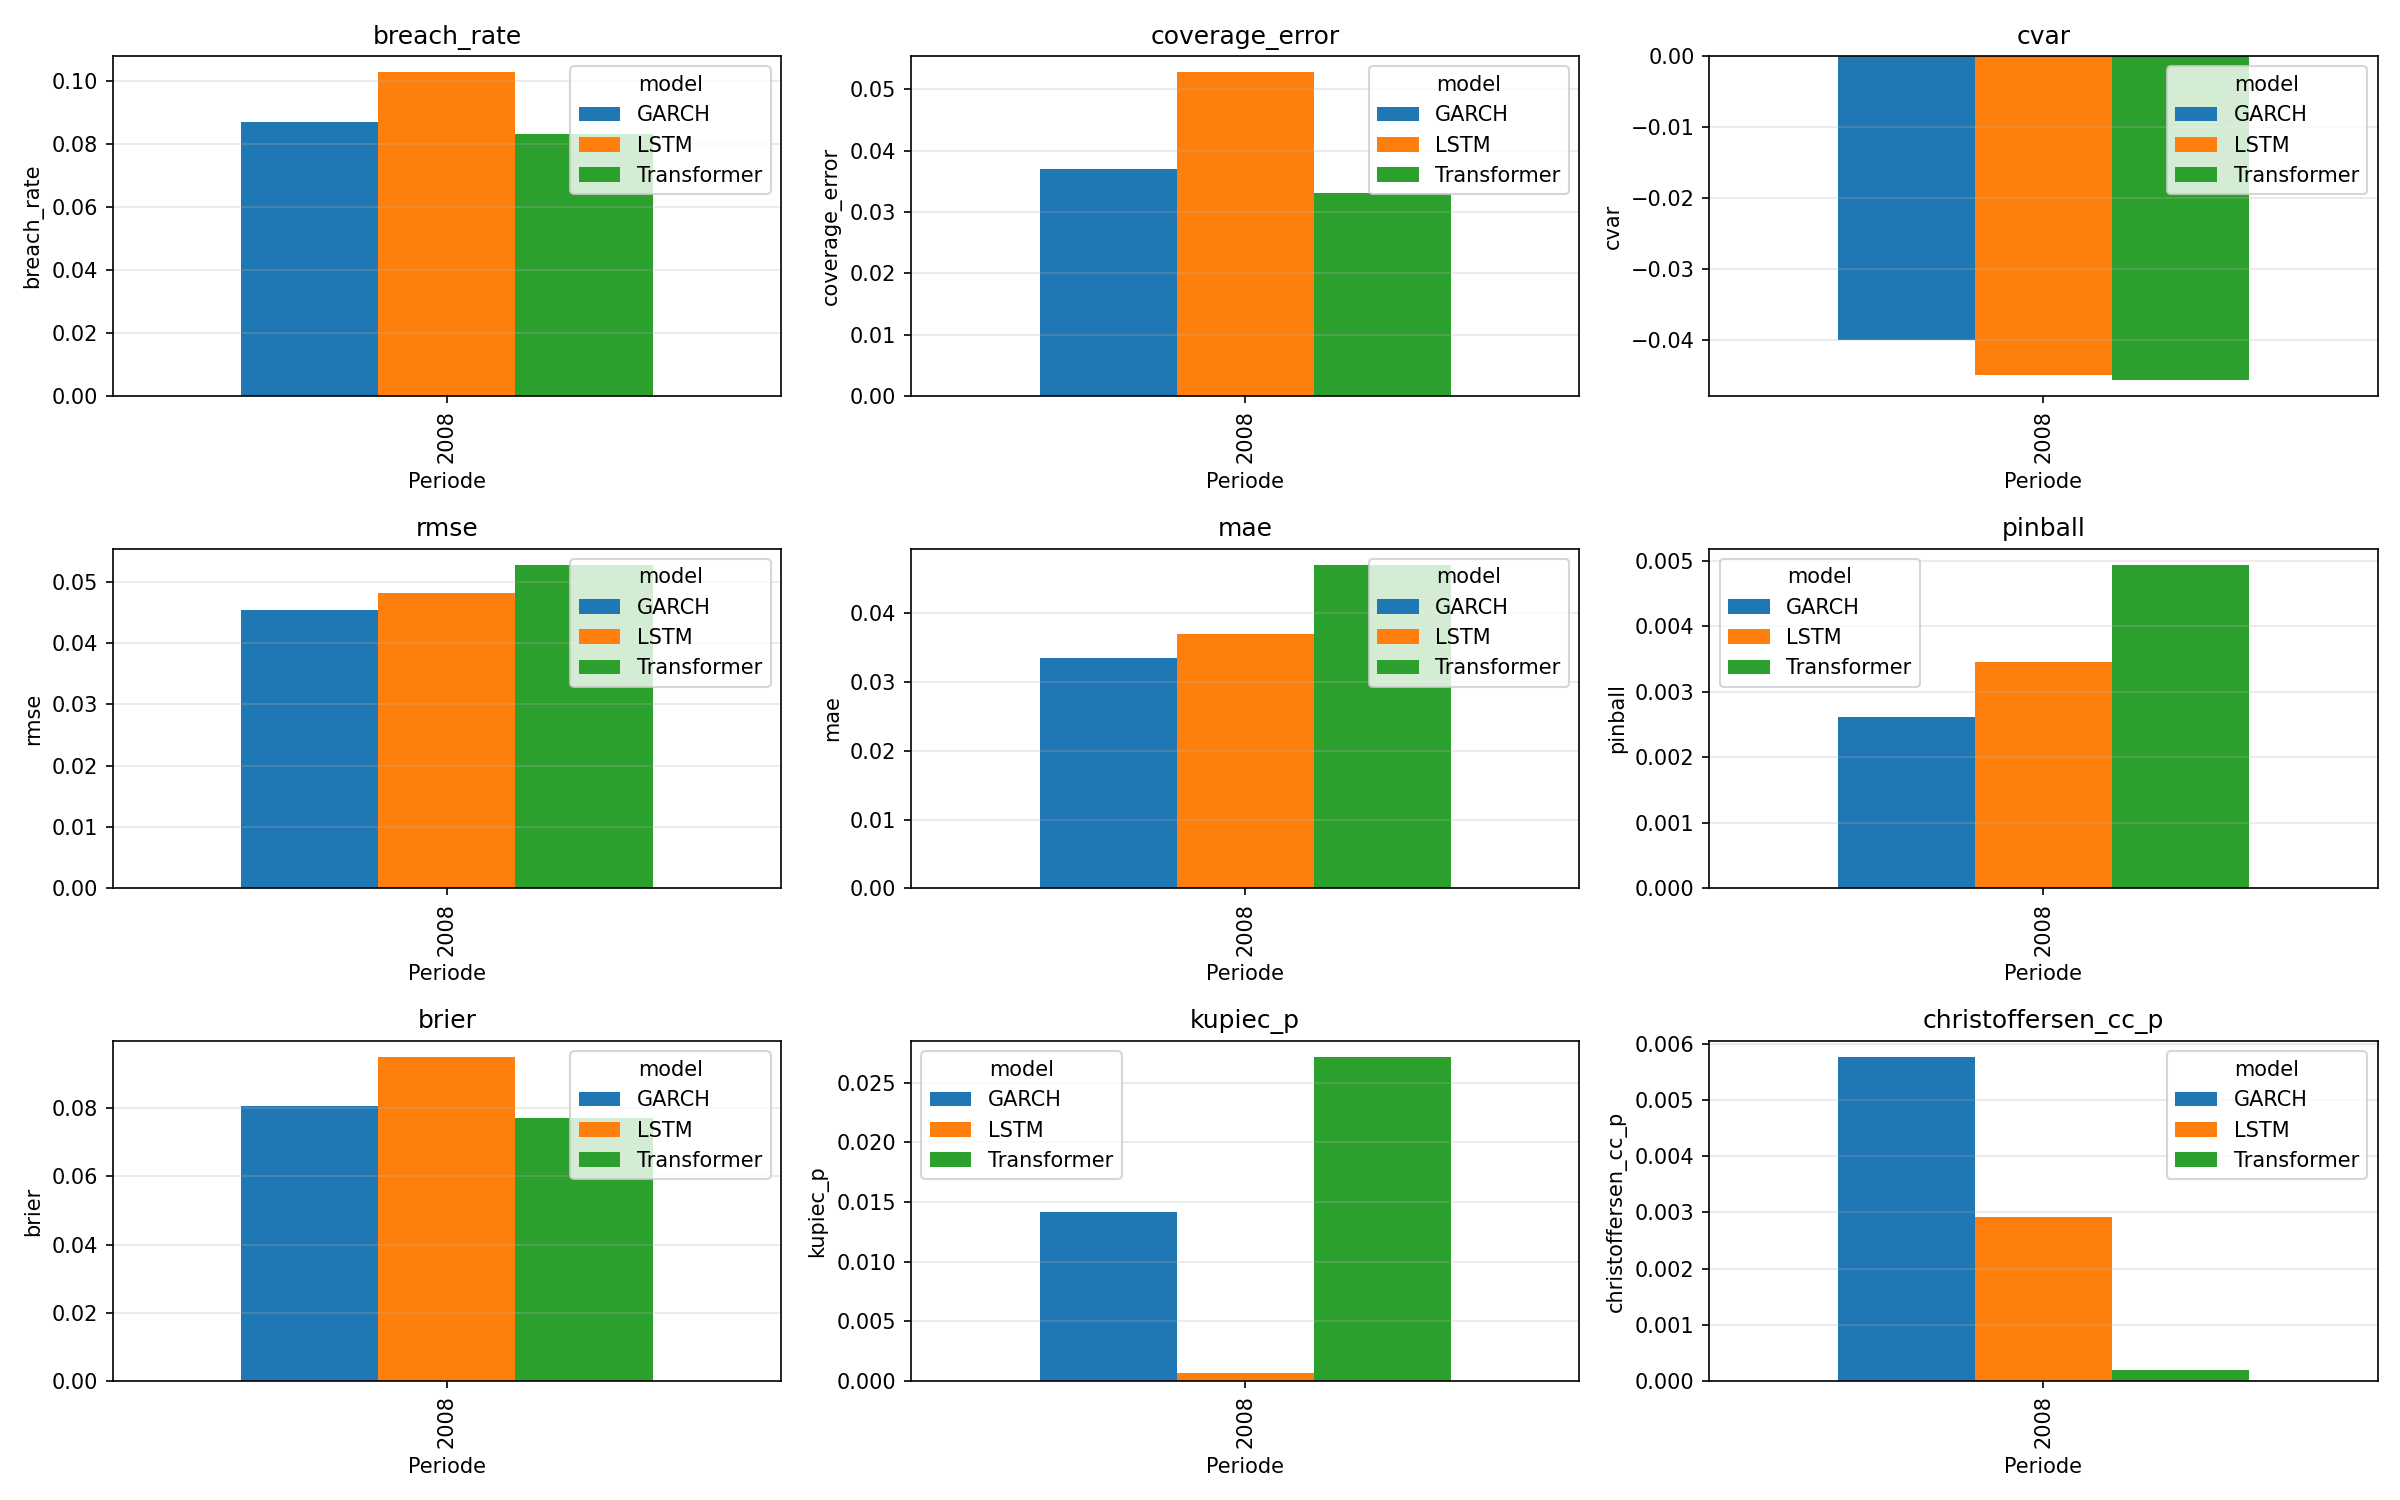 breach_rate
breach_rate
0.10
0.08
0.06
0.04
0.02
0.00
model
GARCH
LSTM
Transformer
2008
Periode
coverage_error
coverage_error
0.05
0.04
0.03
0.02
0.01
0.00
model
GARCH
LSTM
Transformer
2008
Periode
cvar
cvar
0.00
−0.01
−0.02
−0.03
−0.04
model
GARCH
LSTM
Transformer
2008
Periode
rmse
rmse
0.05
0.04
0.03
0.02
0.01
0.00
model
GARCH
LSTM
Transformer
2008
Periode
mae
mae
0.04
0.03
0.02
0.01
0.00
model
GARCH
LSTM
Transformer
2008
Periode
pinball
pinball
0.005
0.004
0.003
0.002
0.001
0.000
model
GARCH
LSTM
Transformer
2008
Periode
brier
brier
0.08
0.06
0.04
0.02
0.00
model
GARCH
LSTM
Transformer
2008
Periode
kupiec_p
kupiec_p
0.025
0.020
0.015
0.010
0.005
0.000
model
GARCH
LSTM
Transformer
2008
Periode
christoffersen_cc_p
christoffersen_cc_p
0.006
0.005
0.004
0.003
0.002
0.001
0.000
model
GARCH
LSTM
Transformer
2008
Periode